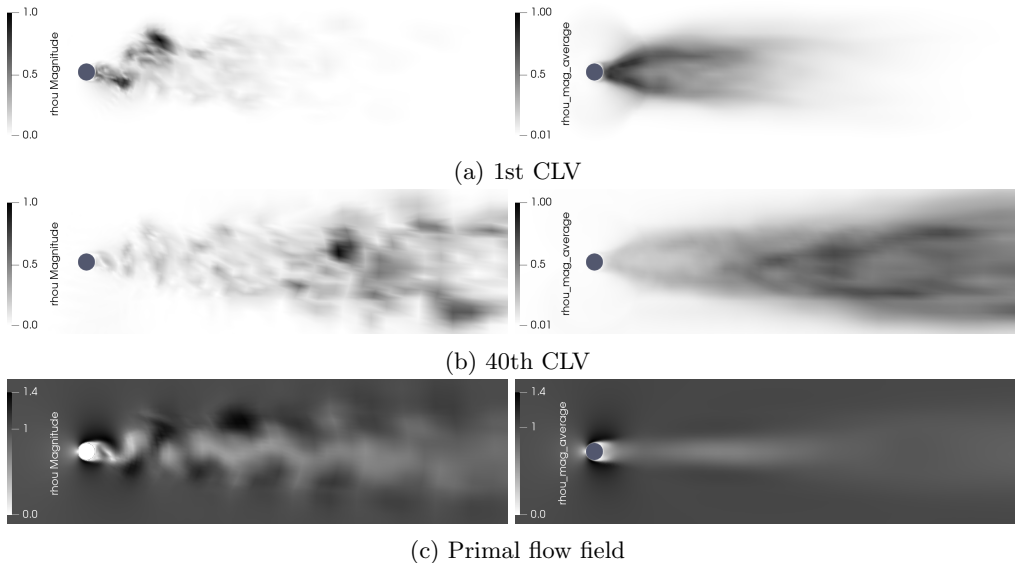 1.0
0.5
0.0
rhou Magnitude
1.00
0.5
0.01
rhou_mag_average
(a) 1st CLV
1.0
0.5
0.0
rhou Magnitude
1.00
0.5
0.01
rhou_mag_average
(b) 40th CLV
1.4
1
0.0
rhou Magnitude
1.4
1
0.0
rhou_mag_average
(c) Primal flow field